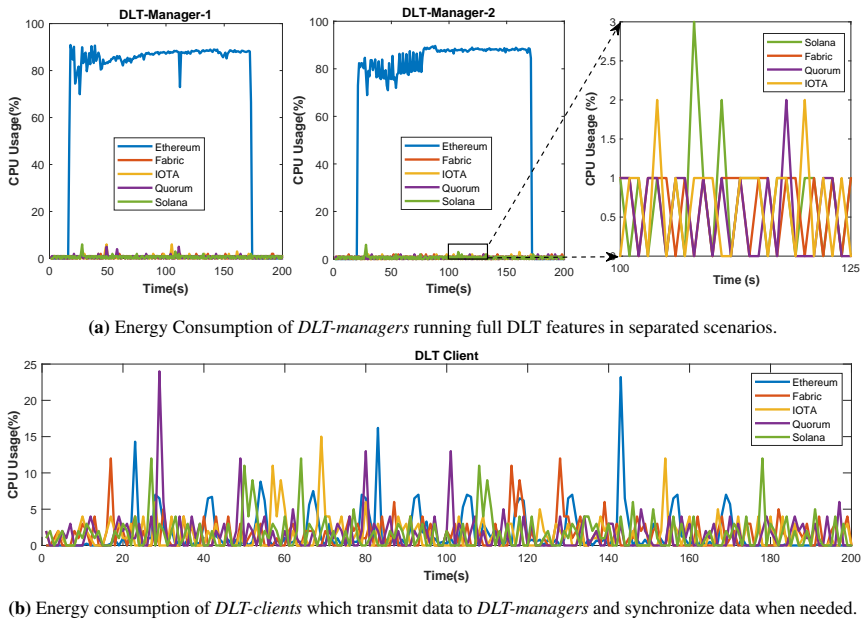 DLT-Manager-1
DLT-Manager-2
100
80
60
40
20
0
CPU Usage(%)
Ethereum
Fabric
IOTA
Quorum
Solana
0 50 100 150 200
Time(s)
100
80
60
40
20
0
CPU Usage(%)
Ethereum
Fabric
IOTA
Quorum
Solana
0 50 100 150 200
Time(s)
3
2.5
2
1.5
1
0.5
0
CPU Useage (%)
Solana
Fabric
Quorum
IOTA
100 125
Time (s)
(a) Energy Consumption of DLT-managers running full DLT features in separated scenarios.
DLT Client
25
20
15
10
5
0
CPU Usage(%)
Ethereum
Fabric
IOTA
Quorum
Solana
0 20 40 60 80 100 120 140 160 180 200
Time(s)
(b) Energy consumption of DLT-clients which transmit data to DLT-managers and synchronize data when needed.